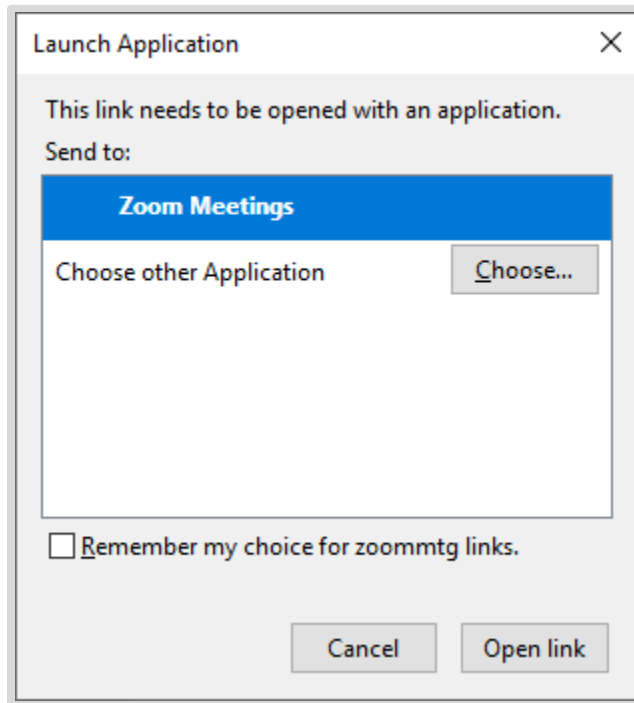 Launch Application
This link needs to be opened with an application.
Send to:
Zoom Meetings
Choose other Application
Choose...
Remember my choice for zoommtg links.
Cancel
Open link